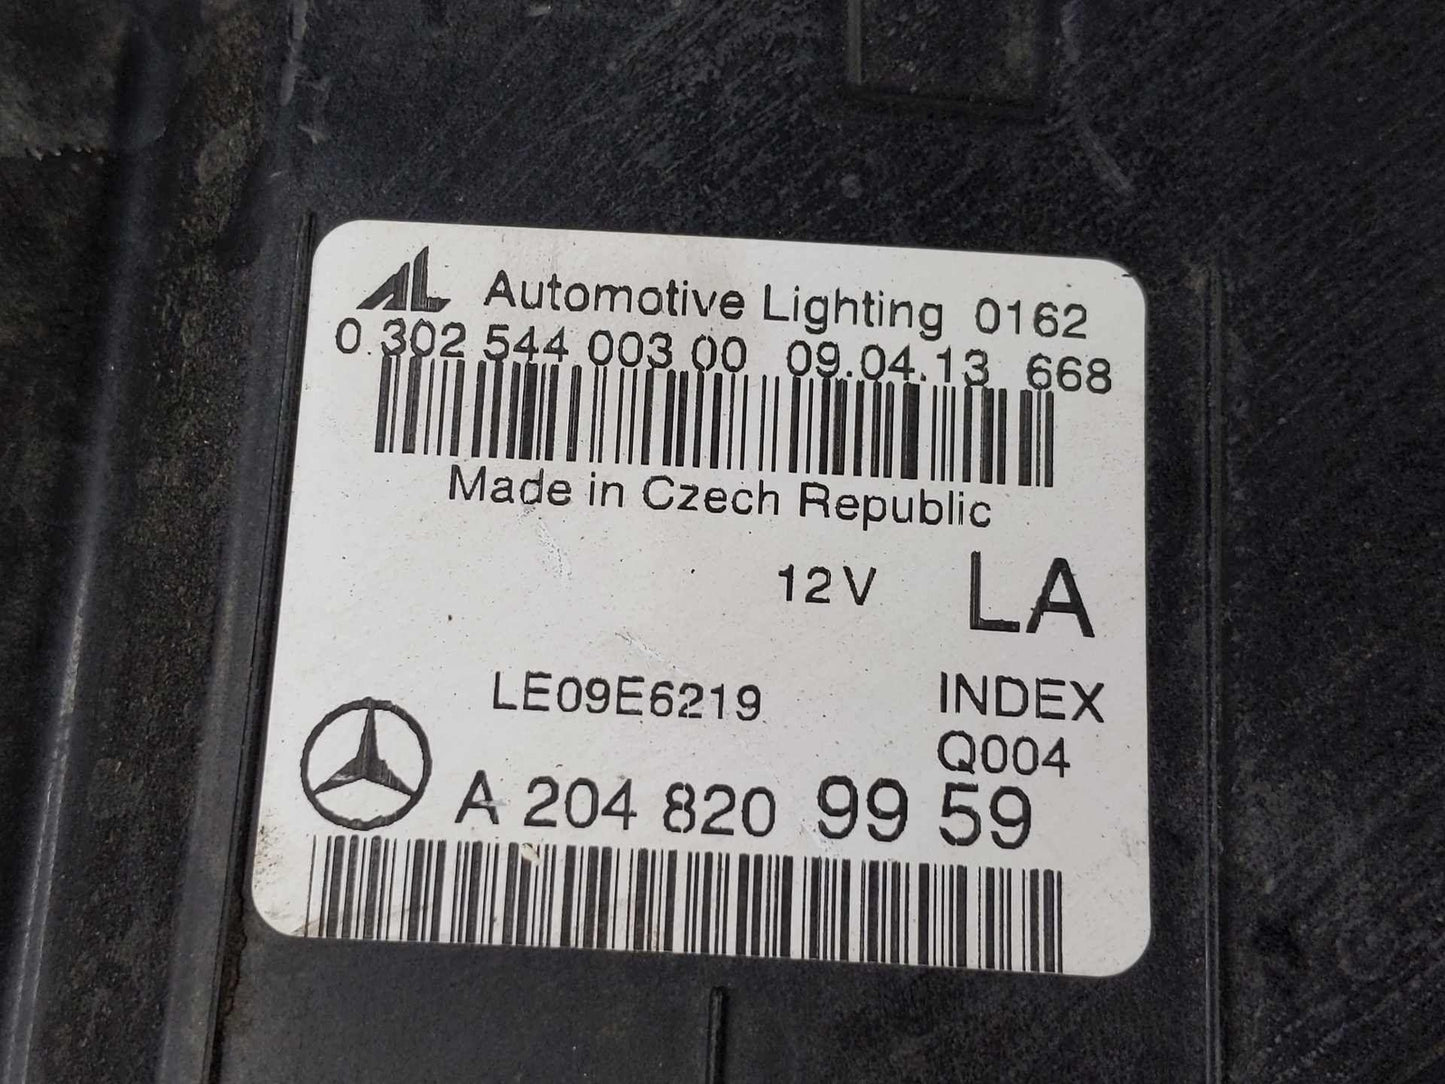 AL Automotive Lighting 0162
0 302 544 003 00 09.04.13 668
Made in Czech Republic
12V LA
LE09E6219 INDEX
Q004
A 204 820 99 59